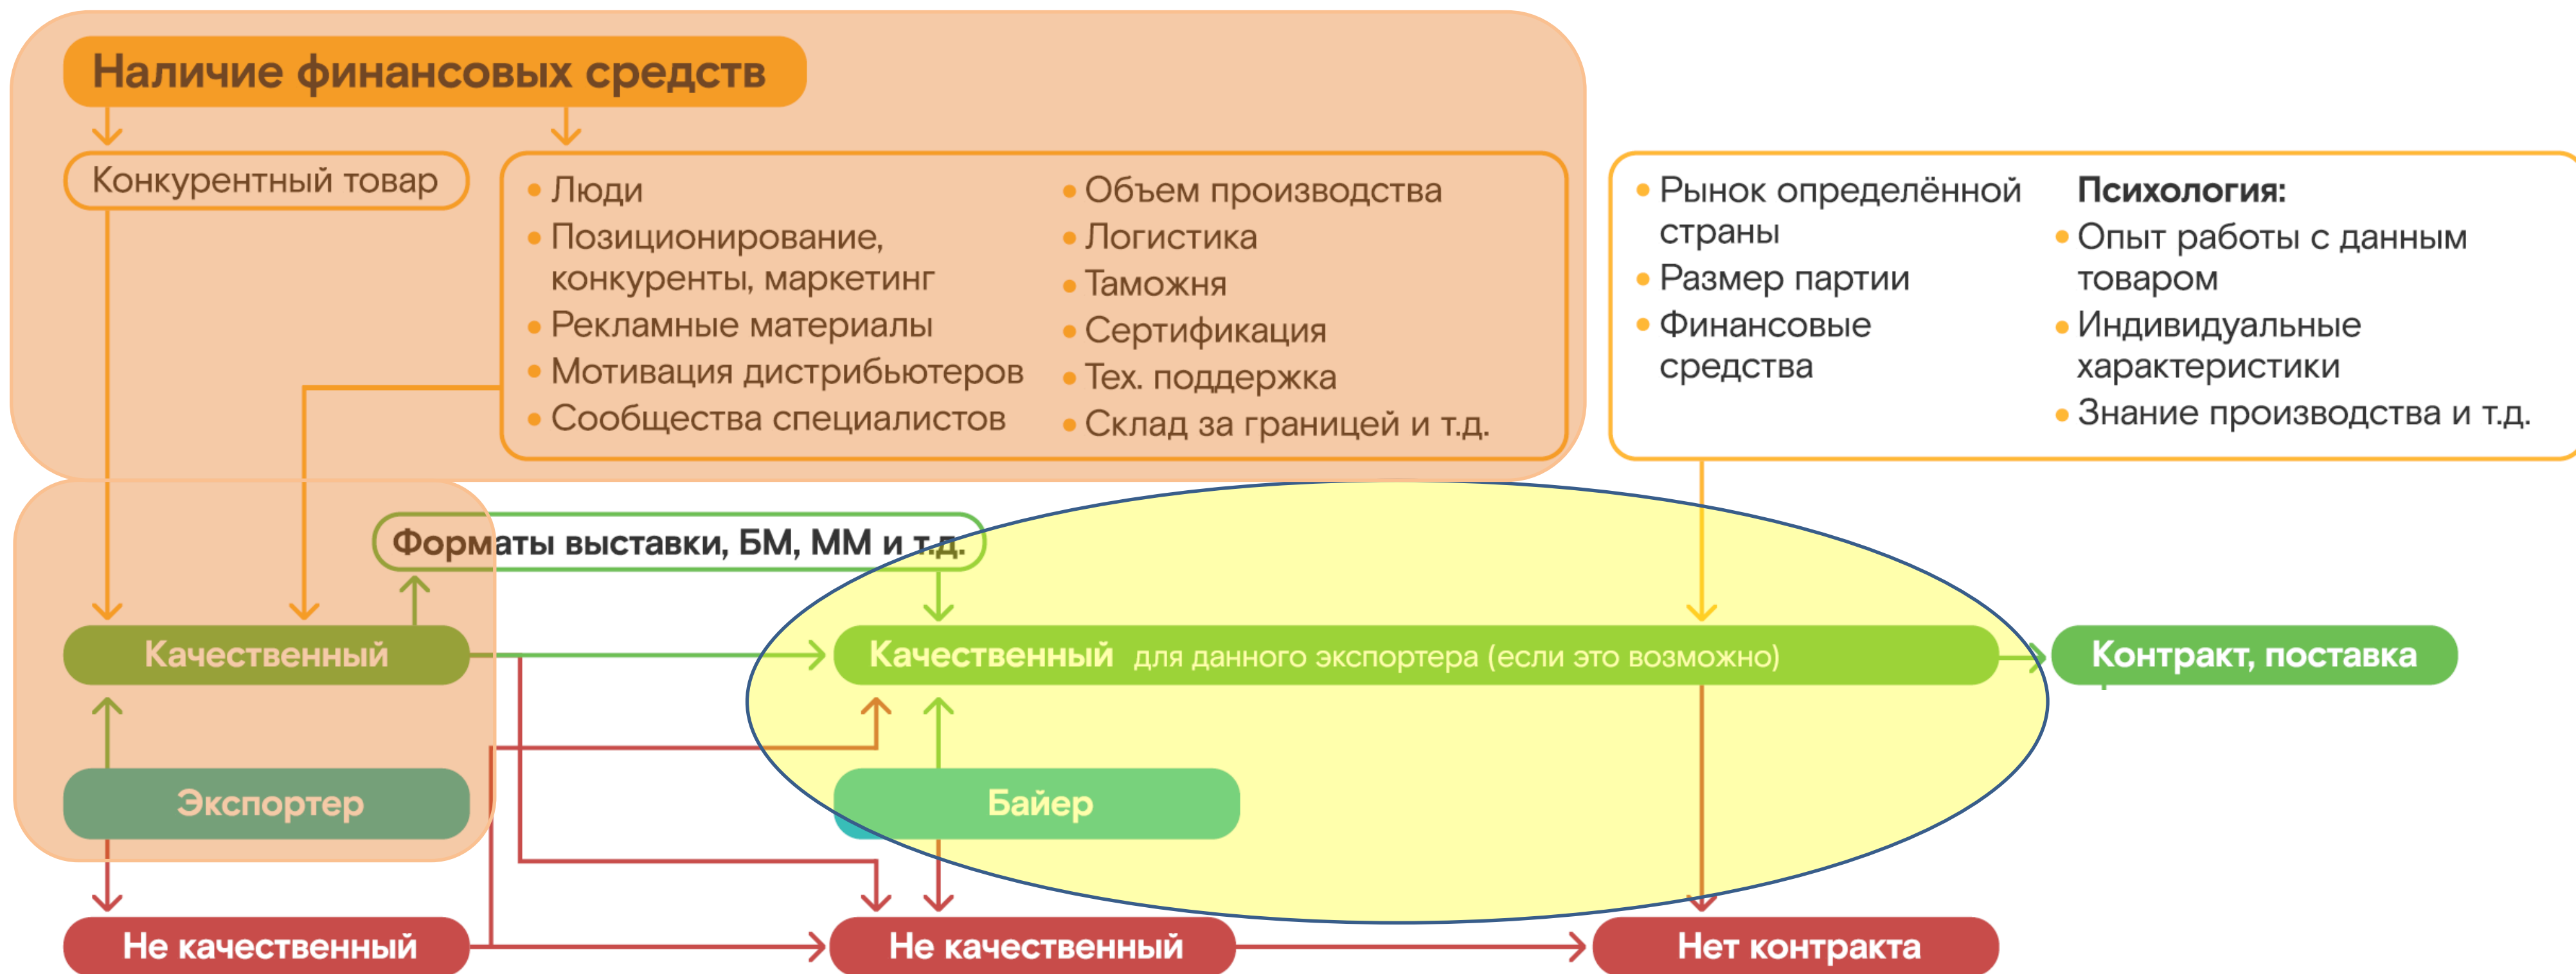 Наличие финансовых средств
Конкурентный товар
Люди
Позиционирование,
конкуренты, маркетинг
Рекламные материалы
Мотивация дистрибьютеров
Сообщества специалистов
Объем производства
Логистика
Таможня
Сертификация
Тех. поддержка
Склад за границей и т.д.
Рынок определённой
страны
Размер партии
Финансовые
средства
Психология:
Опыт работы с данным
товаром
Индивидуальные
характеристики
Знание производства и т.д.
Форматы выставки, БМ, ММ и т.д.
Качественный
Качественный для данного экспортера (если это возможно)
Контракт, поставка
Экспортер
Байер
Не качественный
Не качественный
Нет контракта